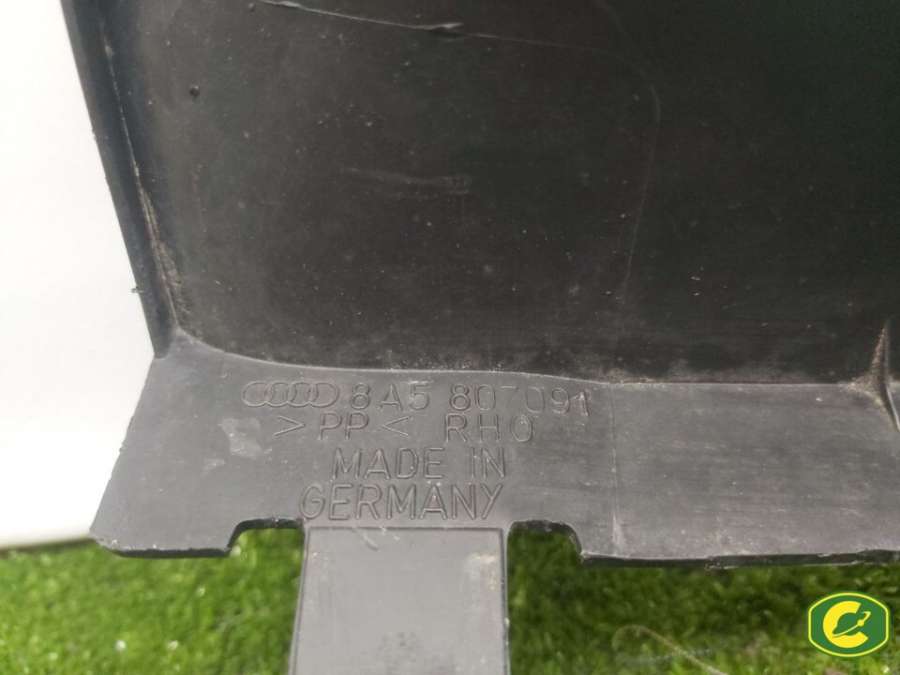 8A5 807091
>PP< RHO
MADE IN
GERMANY
C